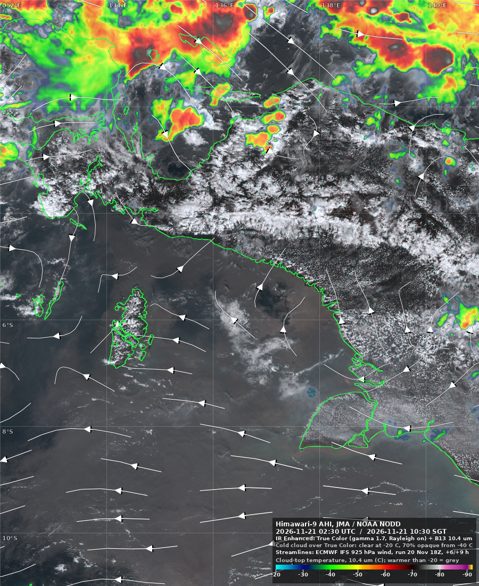 134°E
136°E
138°E
6°S
8°S
10°S
Himawari-9 AHI, JMA / NOAA NODD
2026-11-21 02:30 UTC / 2026-11-21 10:30 SGT
IR Enhanced: True Color (gamma 1.7, Rayleigh on) + B13 10.4 um
Cold cloud over True Color: clear at -20 C, 70% opaque from -40 C
Streamlines: ECMWF IFS 925 hPa wind, run 20 Nov 18Z, +6/+9 h
Cloud-top temperature, 10.4 um (C); warmer than -20 = grey
-20 -30 -40 -50 -60 -70 -80 -90